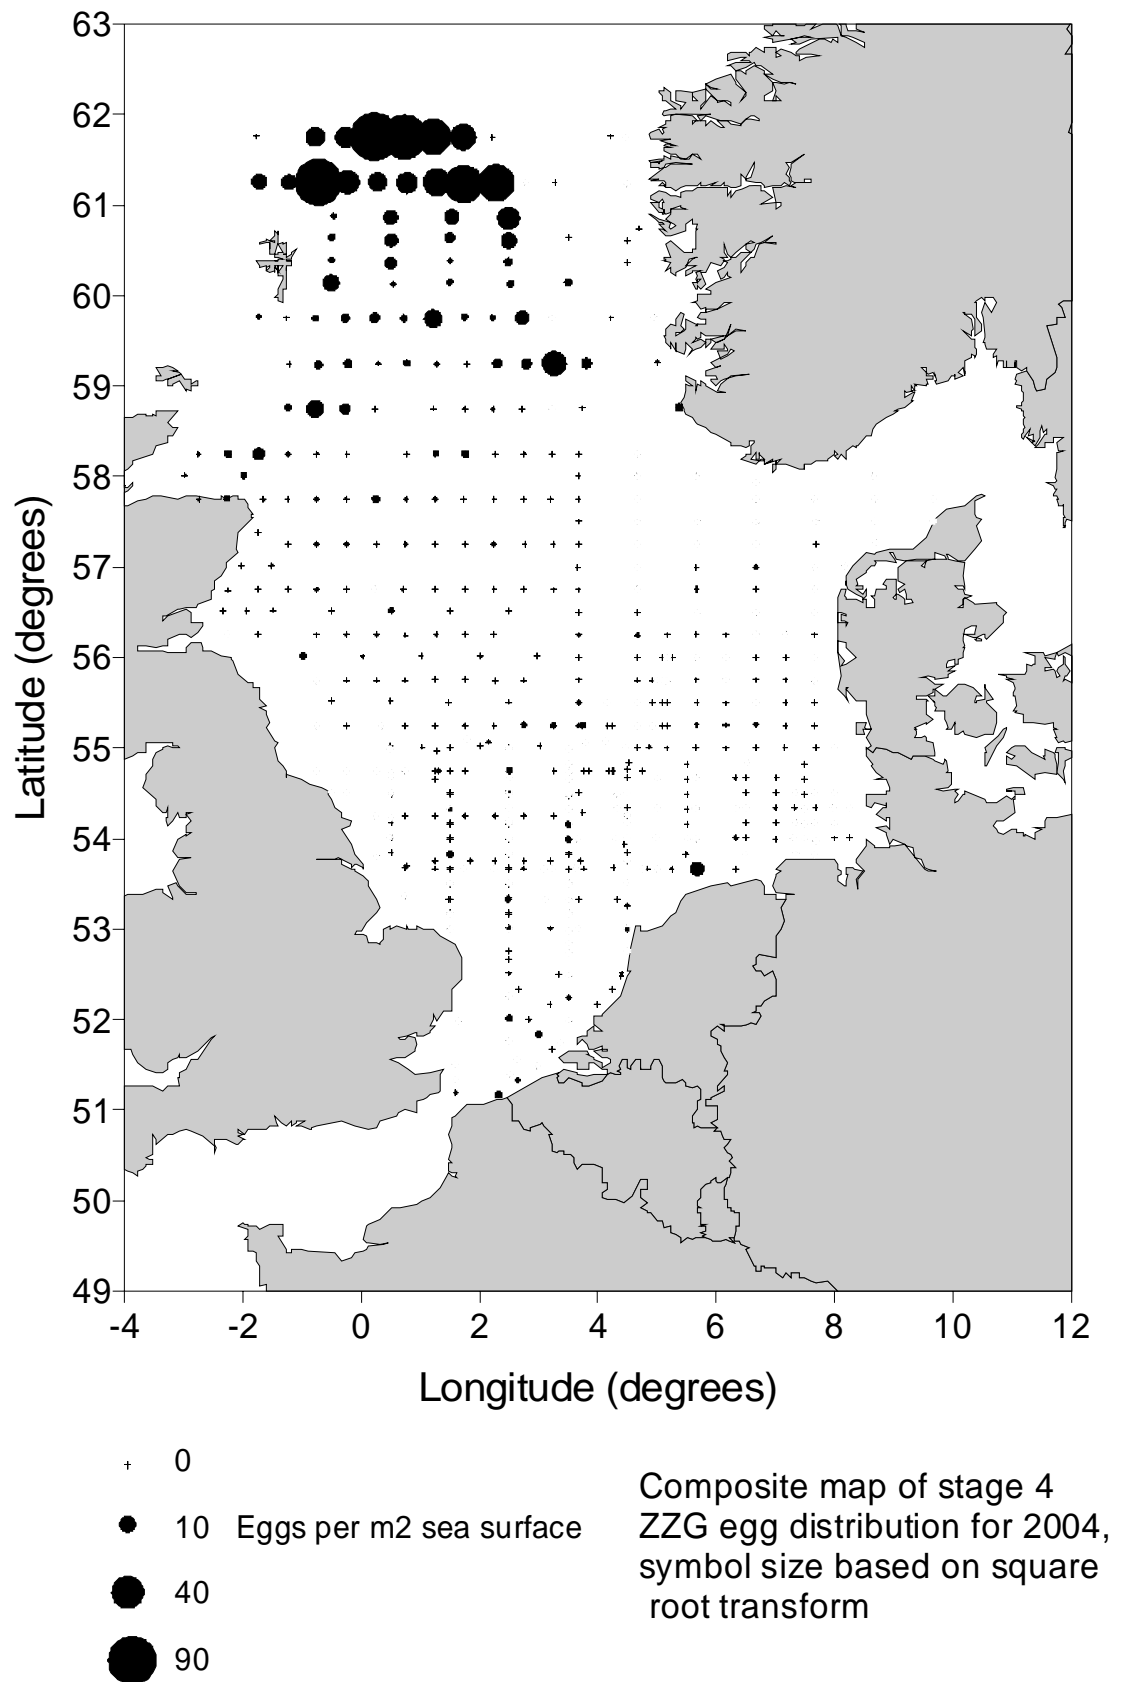 63
62
61
60
59
58
57
56
55
54
53
52
51
50
49
Latitude (degrees)
-4 -2 0 2 4 6 8 10 12
Longitude (degrees)
0
10 Eggs per m2 sea surface
40
90
Composite map of stage 4
ZZG egg distribution for 2004,
symbol size based on square
root transform